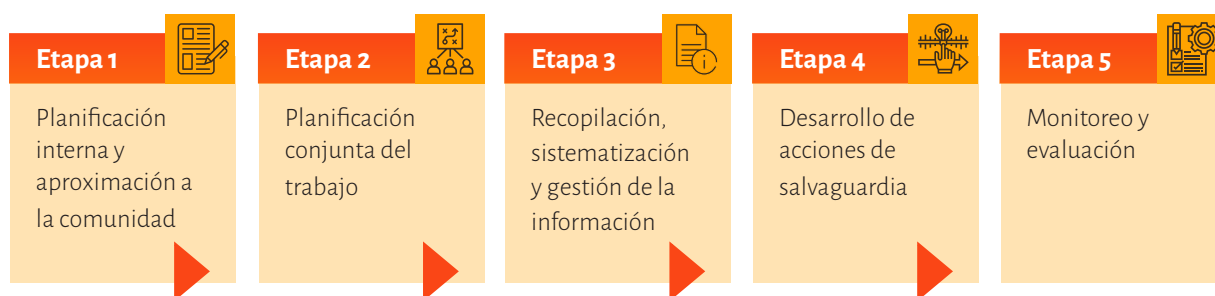 Etapa 1
Planificación
interna y
aproximación a
la comunidad
Etapa 2
Planificación
conjunta del
trabajo
Etapa 3
Recopilación,
sistematización
y gestión de la
información
Etapa 4
Desarrollo de
acciones de
salvaguardia
Etapa 5
Monitoreo y
evaluación